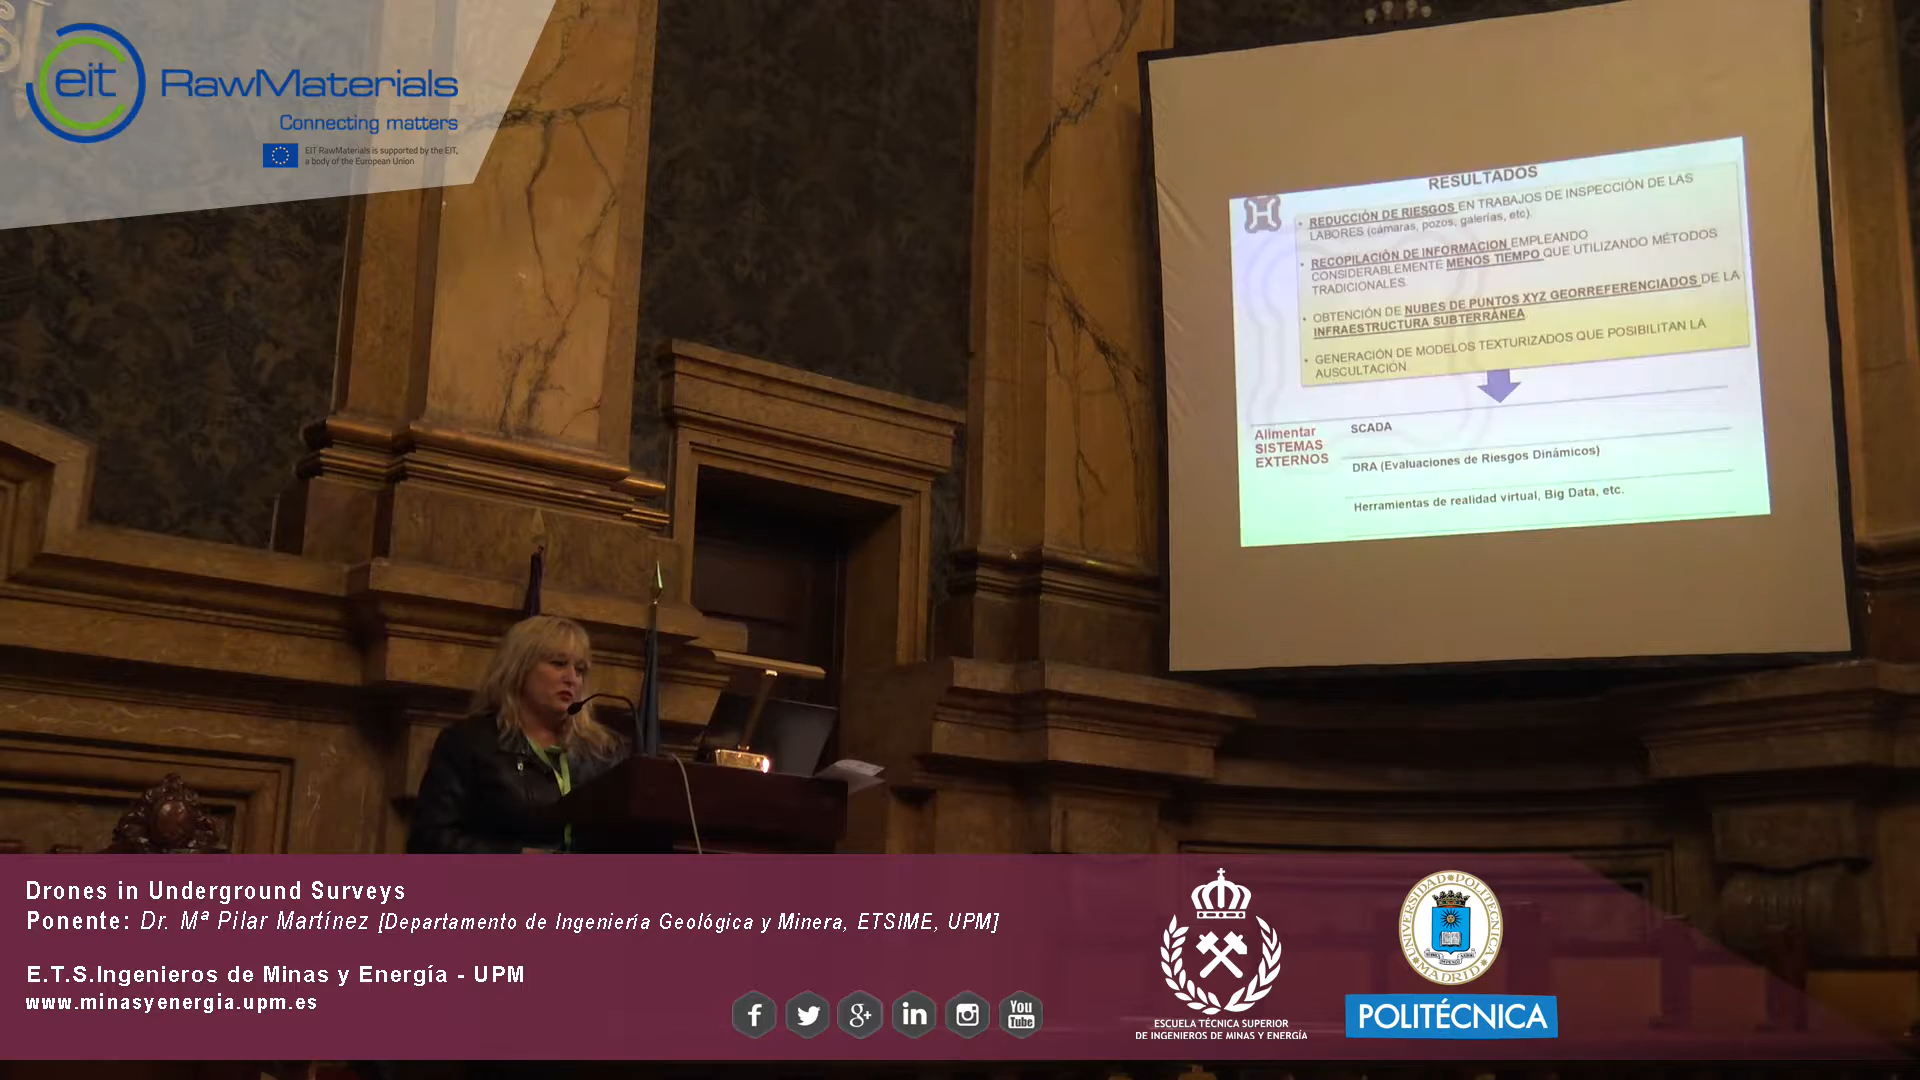 eit RawMaterials
Connecting matters
EIT RawMaterials is supported by the EIT,
a body of the European Union
RESULTADOS
• REDUCCIÓN DE RIESGOS EN TRABAJOS DE INSPECCIÓN DE LAS
LABORES (cámaras, pozos, galerías, etc).
• RECOPILACIÒN DE INFORMACION EMPLEANDO
CONSIDERABLEMENTE MENOS TIEMPO QUE UTILIZANDO MÉTODOS
TRADICIONALES.
• OBTENCIÓN DE NUBES DE PUNTOS XYZ GEORREFERENCIADOS DE LA
INFRAESTRUCTURA SUBTERRÁNEA
• GENERACIÓN DE MODELOS TEXTURIZADOS QUE POSIBILITAN LA
AUSCULTACIÓN.
Alimentar
SISTEMAS
EXTERNOS
SCADA
DRA (Evaluaciones de Riesgos Dinámicos)
Herramientas de realidad virtual, Big Data, etc.
Drones in Underground Surveys
Ponente: Dr. Mª Pilar Martínez [Departamento de Ingeniería Geológica y Minera, ETSIME, UPM]
E.T.S.Ingenieros de Minas y Energía - UPM
www.minasyenergia.upm.es
f
g+
in
You
Tube
ESCUELA TÉCNICA SUPERIOR
DE INGENIEROS DE MINAS Y ENERGÍA
UNIVERSIDAD POLITÉCNICA
MADRID
POLITÉCNICA